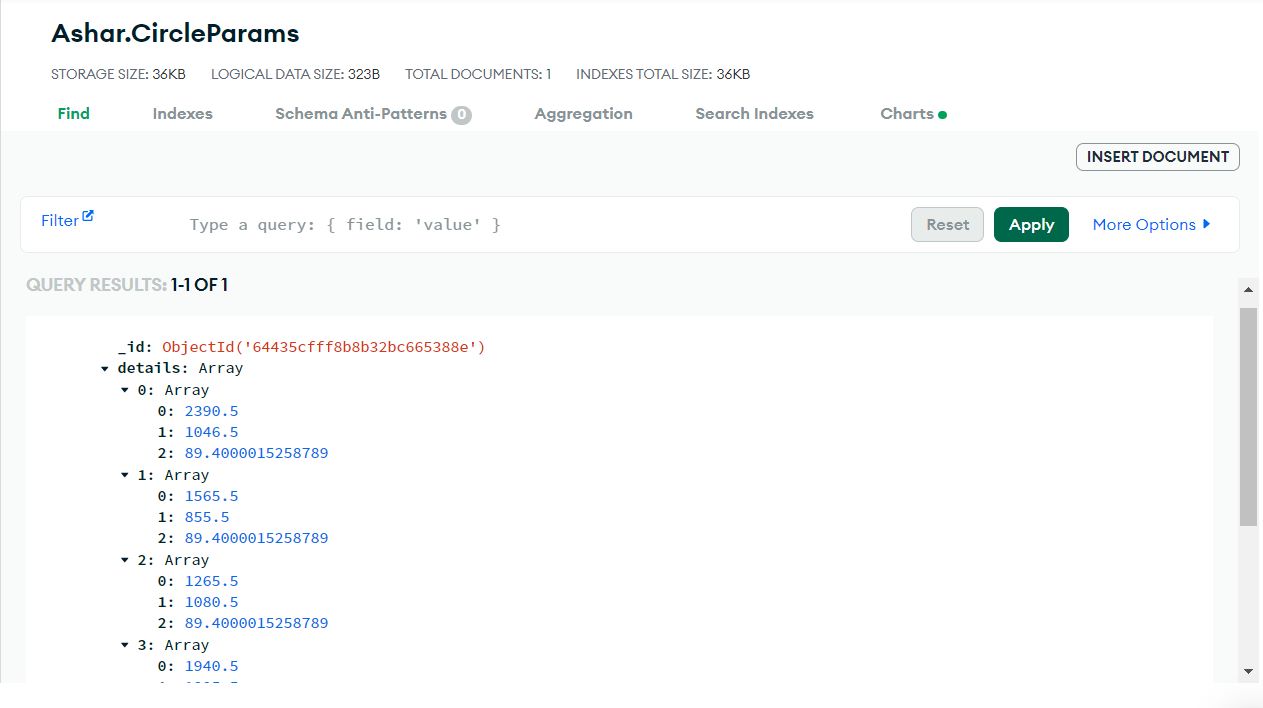 Ashar.CircleParams
STORAGE SIZE: 36KB LOGICAL DATA SIZE: 323B TOTAL DOCUMENTS: 1 INDEXES TOTAL SIZE: 36KB
Find Indexes Schema Anti-Patterns 0 Aggregation Search Indexes Charts
INSERT DOCUMENT
Filter Type a query: { field: 'value' } Reset Apply More Options
QUERY RESULTS: 1-1 OF 1
_id: ObjectId('64435cfff8b8b32bc665388e')
details: Array
0: Array
0: 2390.5
1: 1046.5
2: 89.4000015258789
1: Array
0: 1565.5
1: 855.5
2: 89.4000015258789
2: Array
0: 1265.5
1: 1080.5
2: 89.4000015258789
3: Array
0: 1940.5